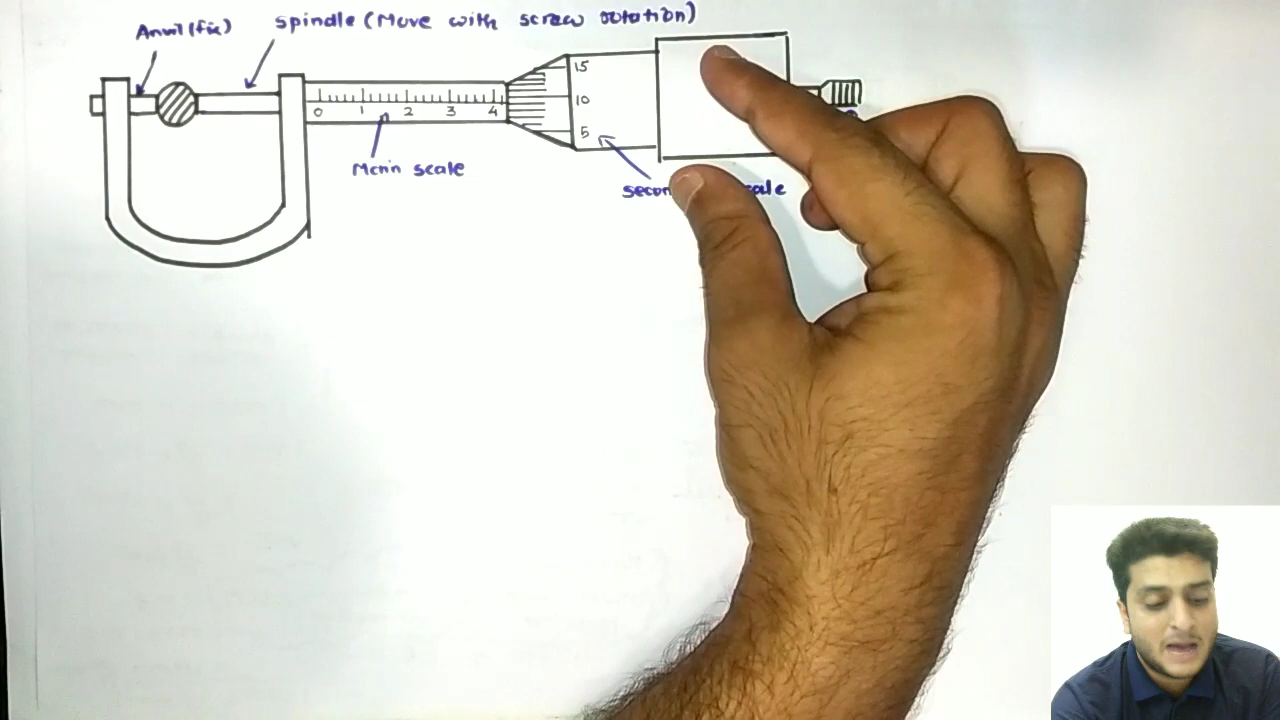 Anvil (fix)
spindle (Move with screw rotation)
15
10
5
0 1 2 3 4
Main scale